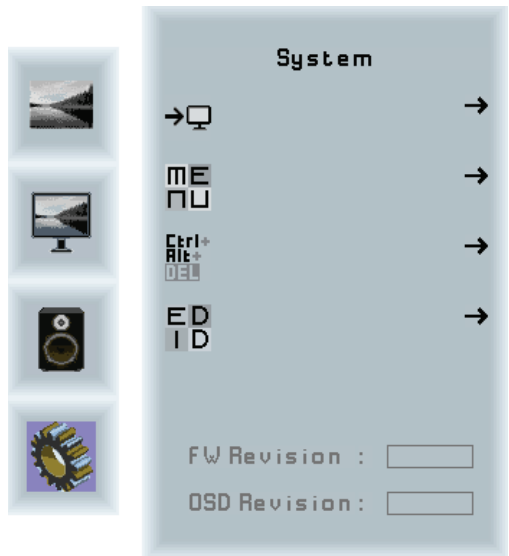 System
ME
NU
Ctrl+
Alt+
DEL
ED
ID
FW Revision :
OSD Revision :